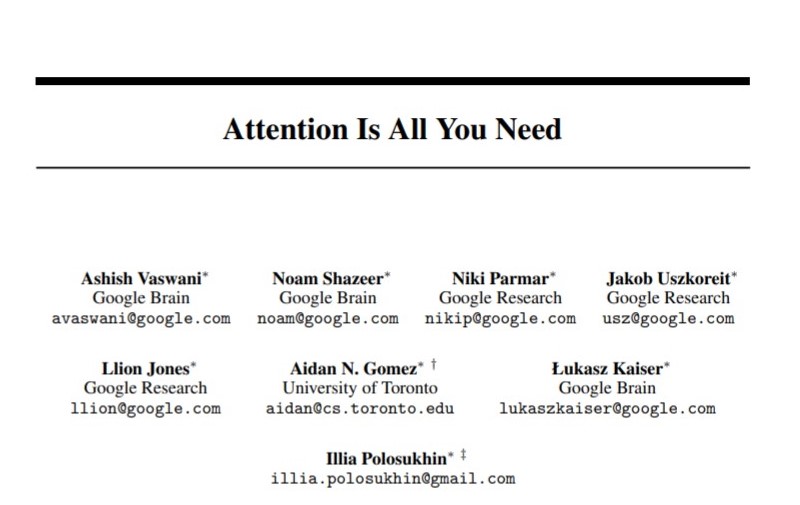 Attention Is All You Need
Ashish Vaswani* Noam Shazeer* Niki Parmar* Jakob Uszkoreit*
Google Brain Google Brain Google Research Google Research
avaswani@google.com noam@google.com nikip@google.com usz@google.com
Llion Jones* Aidan N. Gomez* † Łukasz Kaiser*
Google Research University of Toronto Google Brain
llion@google.com aidan@cs.toronto.edu lukaszkaiser@google.com
Illia Polosukhin* ‡
illia.polosukhin@gmail.com